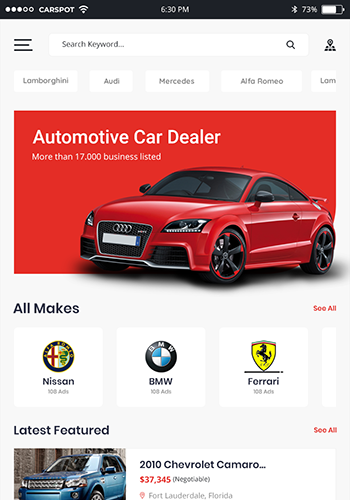 CARSPOT 6:30 PM 73%
Search Keyword...
Lamborghini Audi Mercedes Alfa Romeo Lam
Automotive Car Dealer
More than 17.000 business listed
All Makes See All
BMW
Nissan BMW Ferrari
108 Ads 108 Ads 108 Ads
Latest Featured See All
2010 Chevrolet Camaro...
$37,345 (Negotiable)
Fort Lauderdale, Florida